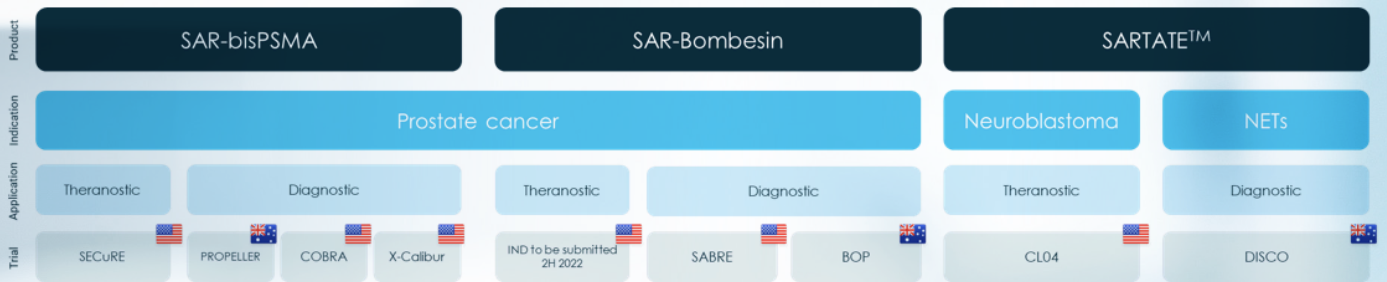 Product
SAR-bisPSMA
SAR-Bombesin
SARTATE™
Indication
Prostate cancer
Neuroblastoma
NETs
Application
Theranostic
Diagnostic
Theranostic
Diagnostic
Theranostic
Diagnostic
Trial
SECuRE
PROPELLER
COBRA
X-Calibur
IND to be submitted
2H 2022
SABRE
BOP
CL04
DISCO